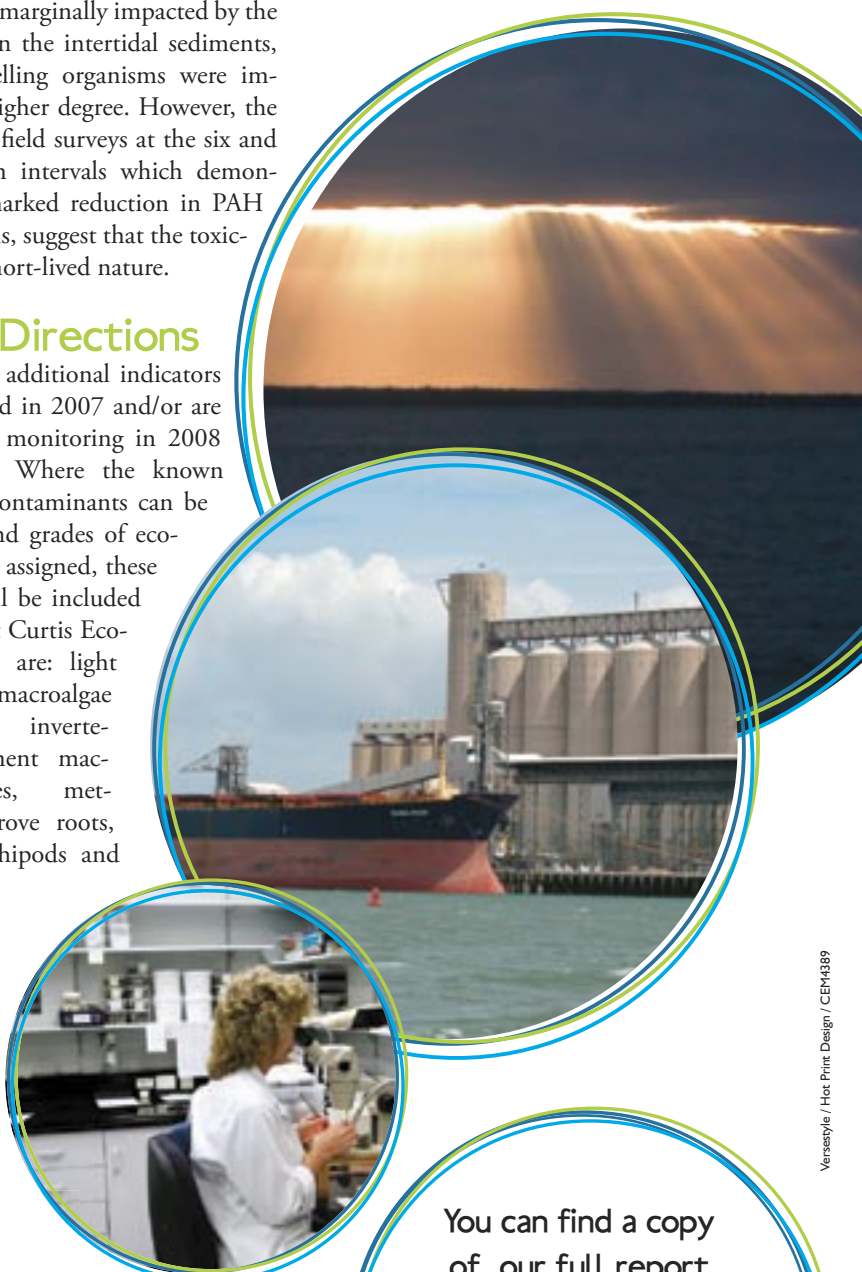 marginally impacted by the
n the intertidal sediments,
elling organisms were im-
igher degree. However, the
field surveys at the six and
n intervals which demon-
narked reduction in PAH
s, suggest that the toxic-
nort-lived nature.
Directions
additional indicators
d in 2007 and/or are
monitoring in 2008
Where the known
ontaminants can be
nd grades of eco-
assigned, these
ll be included
Curtis Eco-
are: light
macroalgae
inverte-
nent mac-
es, met-
rove roots,
hipods and
Versestyle / Hot Print Design / CEM4389
You can find a copy
of our full report